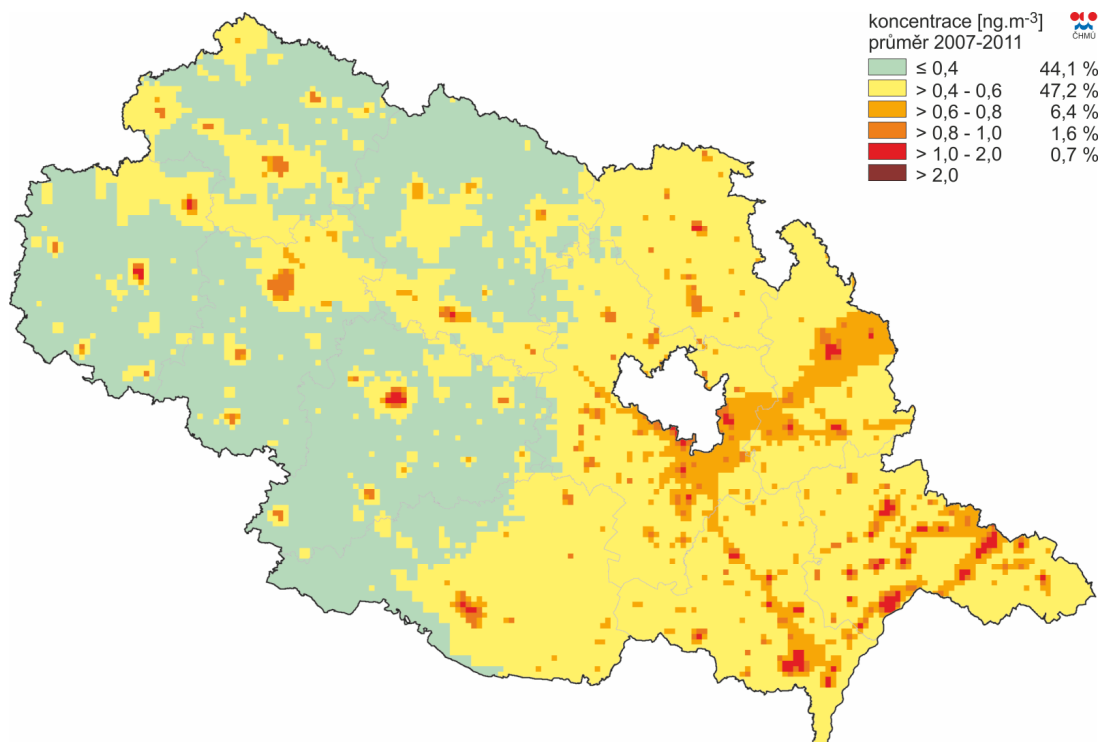 koncentrace [ng.m-3]
průměr 2007-2011
ČHMÚ
≤ 0,4 44,1 %
> 0,4 - 0,6 47,2 %
> 0,6 - 0,8 6,4 %
> 0,8 - 1,0 1,6 %
> 1,0 - 2,0 0,7 %
> 2,0